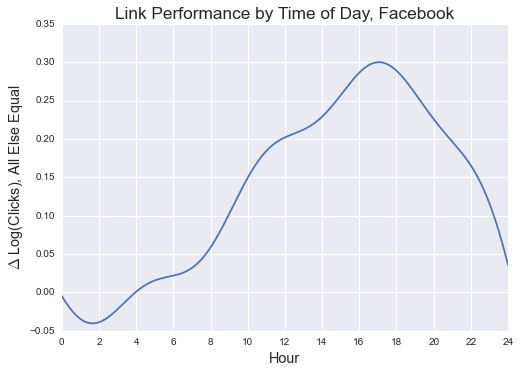 Link Performance by Time of Day, Facebook
0.35
0.30
0.25
0.20
0.15
0.10
0.05
0.00
−0.05
Δ Log(Clicks), All Else Equal
0 2 4 6 8 10 12 14 16 18 20 22 24
Hour